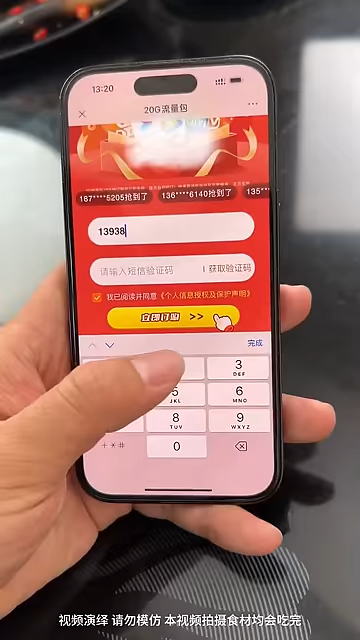 13:20
20G流量包
187****5205抢到了 136****6140抢到了 135***
13938
请输入短信验证码 获取验证码
我已阅读并同意《个人信息授权及保护声明》
立即订购 >>
完成
3
DEF
5
JKL
6
MNO
8
TUV
9
WXYZ
+*#
0
视频演绎 请勿模仿 本视频拍摄食材均会吃完